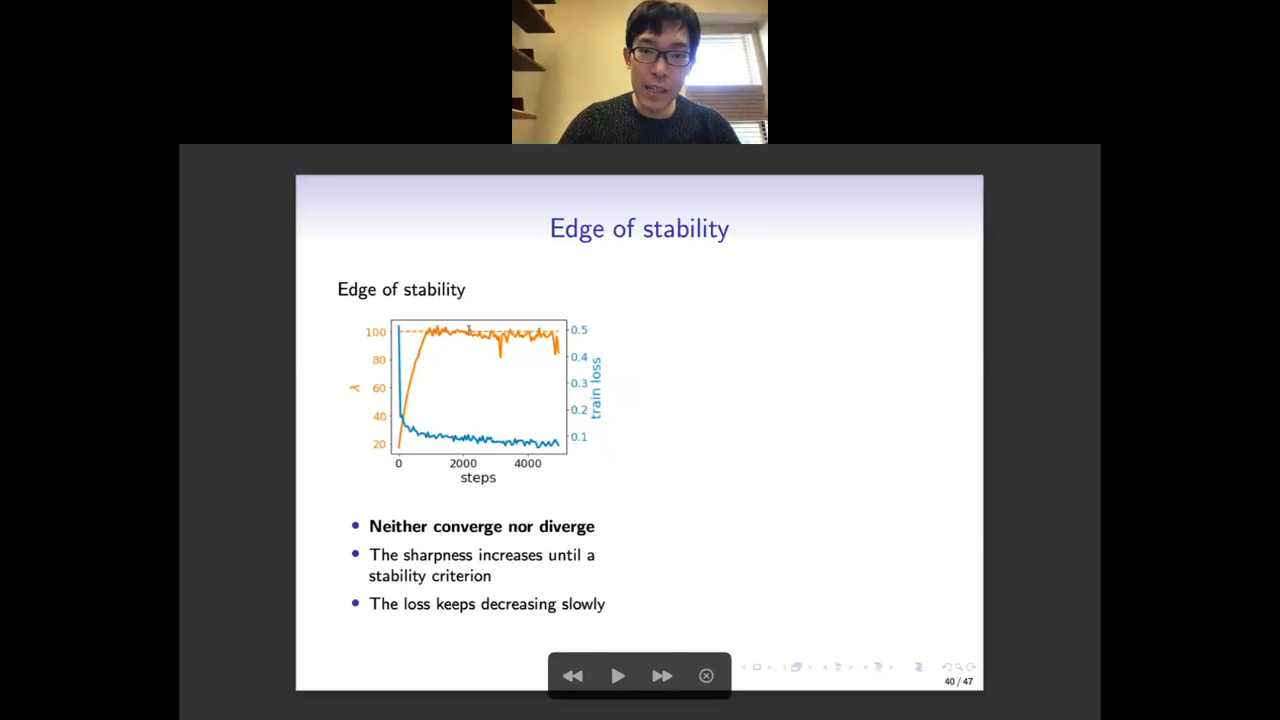 Edge of stability
Edge of stability
100
80
60
40
20
λ
0.5
0.4
0.3
0.2
0.1
train loss
0 2000 4000
steps
Neither converge nor diverge
The sharpness increases until a
stability criterion
The loss keeps decreasing slowly
40 / 47